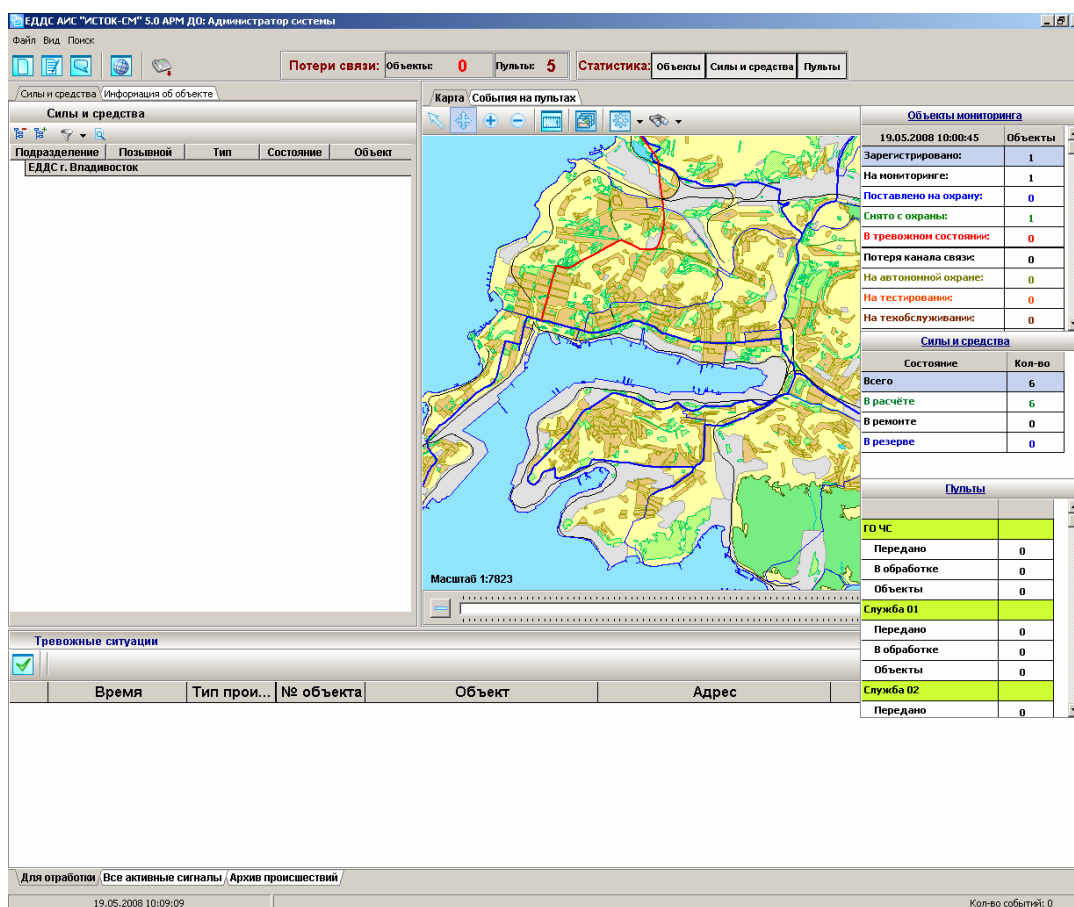 ЕДДС АИС "ИСТОК-СМ" 5.0 АРМ ДО: Администратор системы
Файл Вид Поиск
Потери связи: Объекты: 0 Пульты: 5 Статистика: Объекты Силы и средства Пульты
Силы и средства Информация об объекте
Силы и средства
Подразделение Позывной Тип Состояние Объект
ЕДДС г. Владивосток
Карта События на пультах
Масштаб 1:7823
Объекты мониторинга
19.05.2008 10:00:45 Объекты
Зарегистрировано: 1
На мониторинге: 1
Поставлено на охрану: 0
Снято с охраны: 1
В тревожном состоянии: 0
Потеря канала связи: 0
На автономной охране: 0
На тестировании: 0
На техобслуживании: 0
Силы и средства
Состояние Кол-во
Всего 6
В расчёте 6
В ремонте 0
В резерве 0
Пульты
ГО ЧС
Передано 0
В обработке 0
Объекты 0
Служба 01
Передано 0
В обработке 0
Объекты 0
Служба 02
Передано 0
Тревожные ситуации
Время Тип прои... № объекта Объект Адрес
Для отработки Все активные сигналы Архив происшествий
19.05.2008 10:09:09 Кол-во событий: 0